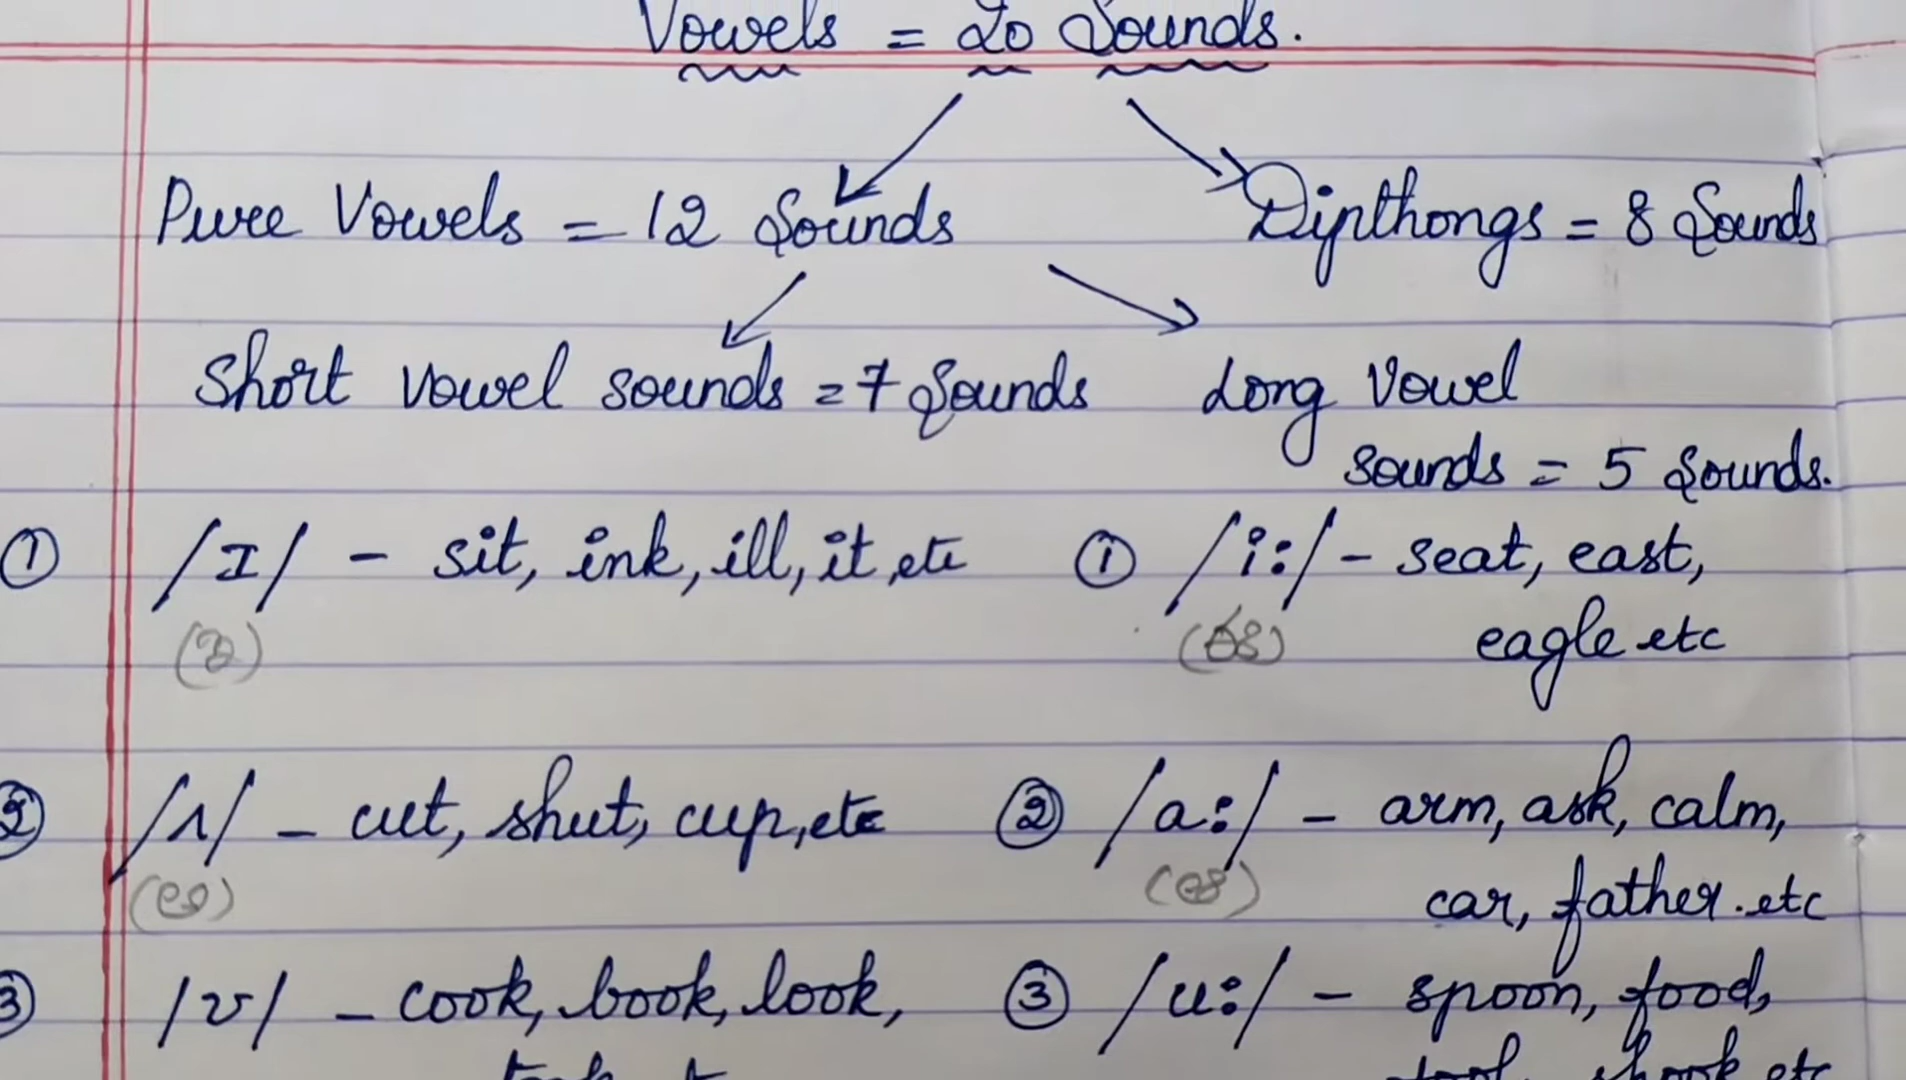 Vowels = 20 Sounds.
Pure Vowels = 12 Sounds
Dipthongs = 8 Sounds
Short vowel sounds = 7 Sounds
Long Vowel
sounds = 5 Sounds.
① /I/ - sit, ink, ill, it, etc
① /i:/ - seat, east,
eagle etc
② /ʌ/ - cut, shut, cup, etc
② /a:/ - arm, ask, calm,
car, father. etc
③ /ʊ/ - cook, book, look,
③ /u:/ - spoon, food,
etc